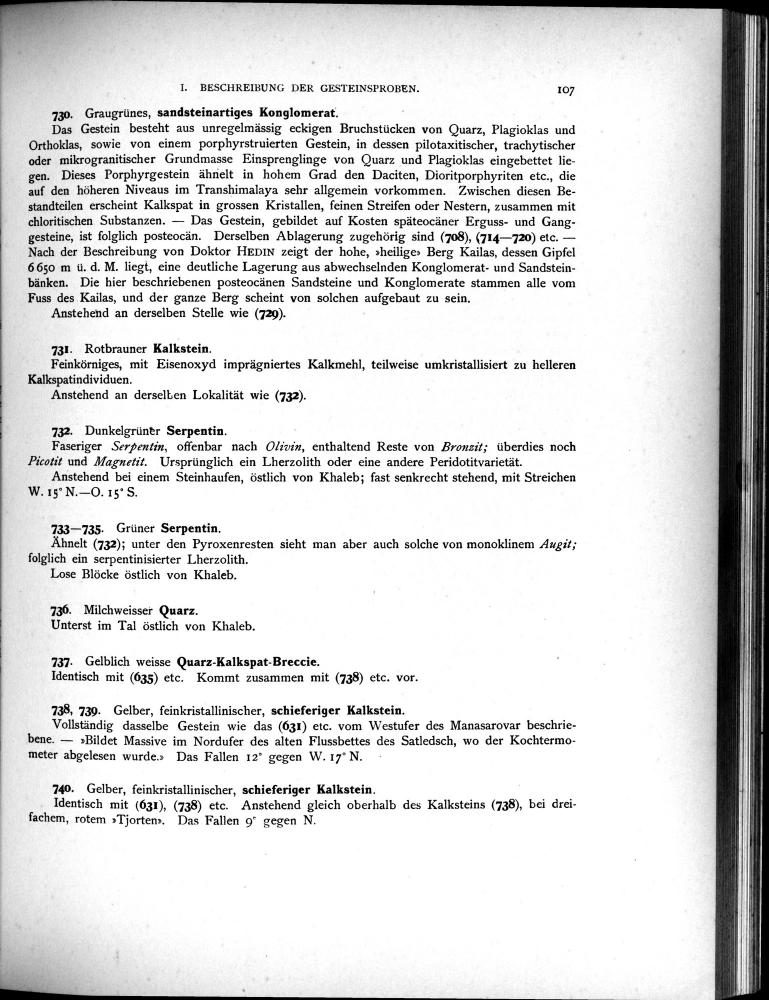 I. BESCHREIBUNG DER GESTEINSPROBEN. 107
730. Graugrünes, sandsteinartiges Konglomerat.
Das Gestein besteht aus unregelmässig eckigen Bruchstücken von Quarz, Plagioklas und
Orthoklas, sowie von einem porphyrstruierten Gestein, in dessen pilotaxitischer, trachytischer
oder mikrogranitischer Grundmasse Einsprenglinge von Quarz und Plagioklas eingebettet lie-
gen. Dieses Porphyrgestein ähnelt in hohem Grad den Daciten, Dioritporphyriten etc., die
auf den höheren Niveaus im Transhimalaya sehr allgemein vorkommen. Zwischen diesen Be-
standteilen erscheint Kalkspat in grossen Kristallen, feinen Streifen oder Nestern, zusammen mit
chloritischen Substanzen. — Das Gestein, gebildet auf Kosten späteocäner Erguss- und Gang-
gesteine, ist folglich posteocän. Derselben Ablagerung zugehörig sind (708), (714—720) etc. —
Nach der Beschreibung von Doktor HEDIN zeigt der hohe, »heilige» Berg Kailas, dessen Gipfel
6650 m ü. d. M. liegt, eine deutliche Lagerung aus abwechselnden Konglomerat- und Sandstein-
bänken. Die hier beschriebenen posteocänen Sandsteine und Konglomerate stammen alle vom
Fuss des Kailas, und der ganze Berg scheint von solchen aufgebaut zu sein.
Anstehend an derselben Stelle wie (729).
731. Rotbrauner Kalkstein.
Feinkörniges, mit Eisenoxyd imprägniertes Kalkmehl, teilweise umkristallisiert zu helleren
Kalkspatindividuen.
Anstehend an derselben Lokalität wie (732).
732. Dunkelgrünter Serpentin.
Faseriger Serpentin, offenbar nach Olivin, enthaltend Reste von Bronzit; überdies noch
Picotit und Magnetit. Ursprünglich ein Lherzolith oder eine andere Peridotitvarietät.
Anstehend bei einem Steinhaufen, östlich von Khaleb; fast senkrecht stehend, mit Streichen
W. 15° N.—O. 15° S.
733—735. Grüner Serpentin.
Ähnelt (732); unter den Pyroxenresten sieht man aber auch solche von monoklinem Augit;
folglich ein serpentinisierter Lherzolith.
Lose Blöcke östlich von Khaleb.
736. Milchweisser Quarz.
Unterst im Tal östlich von Khaleb.
737. Gelblich weisse Quarz-Kalkspat-Breccie.
Identisch mit (635) etc. Kommt zusammen mit (738) etc. vor.
738, 739. Gelber, feinkristallinischer, schieferiger Kalkstein.
Vollständig dasselbe Gestein wie das (631) etc. vom Westufer des Manasarovar beschrie-
bene. — »Bildet Massive im Nordufer des alten Flussbettes des Satledsch, wo der Kochtermo-
meter abgelesen wurde.» Das Fallen 12° gegen W. 17° N.
740. Gelber, feinkristallinischer, schieferiger Kalkstein.
Identisch mit (631), (738) etc. Anstehend gleich oberhalb des Kalksteins (738), bei drei-
fachem, rotem »Tjorten». Das Fallen 9° gegen N.